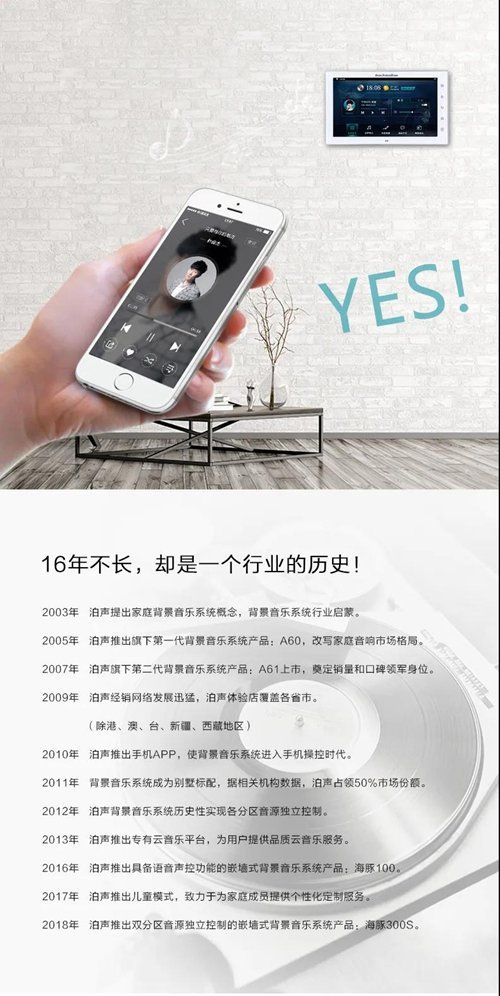 18:08
YES!
16年不长，却是一个行业的历史！
2003年 泊声提出家庭背景音乐系统概念，背景音乐系统行业启蒙。
2005年 泊声推出旗下第一代背景音乐系统产品：A60，改写家庭音响市场格局。
2007年 泊声旗下第二代背景音乐系统产品：A61上市，奠定销量和口碑领军身位。
2009年 泊声经销网络发展迅猛，泊声体验店覆盖各省市。
（除港、澳、台、新疆、西藏地区）
2010年 泊声推出手机APP，使背景音乐系统进入手机操控时代。
2011年 背景音乐系统成为别墅标配，据相关机构数据，泊声占领50%市场份额。
2012年 泊声背景音乐系统历史性实现各分区音源独立控制。
2013年 泊声推出专有云音乐平台，为用户提供品质云音乐服务。
2016年 泊声推出具备语音声控功能的嵌墙式背景音乐系统产品：海豚100。
2017年 泊声推出儿童模式，致力于为家庭成员提供个性化定制服务。
2018年 泊声推出双分区音源独立控制的嵌墙式背景音乐系统产品：海豚300S。